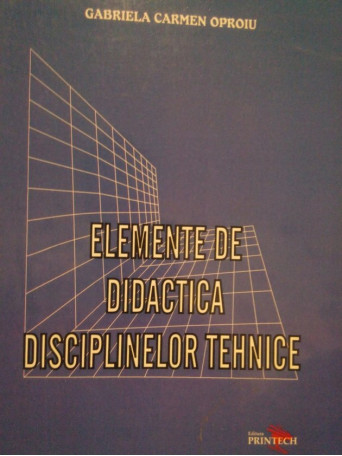 GABRIELA CARMEN OPROIU
ELEMENTE DE
DIDACTICA
DISCIPLINELOR TEHNICE
Editura
PRINTECH